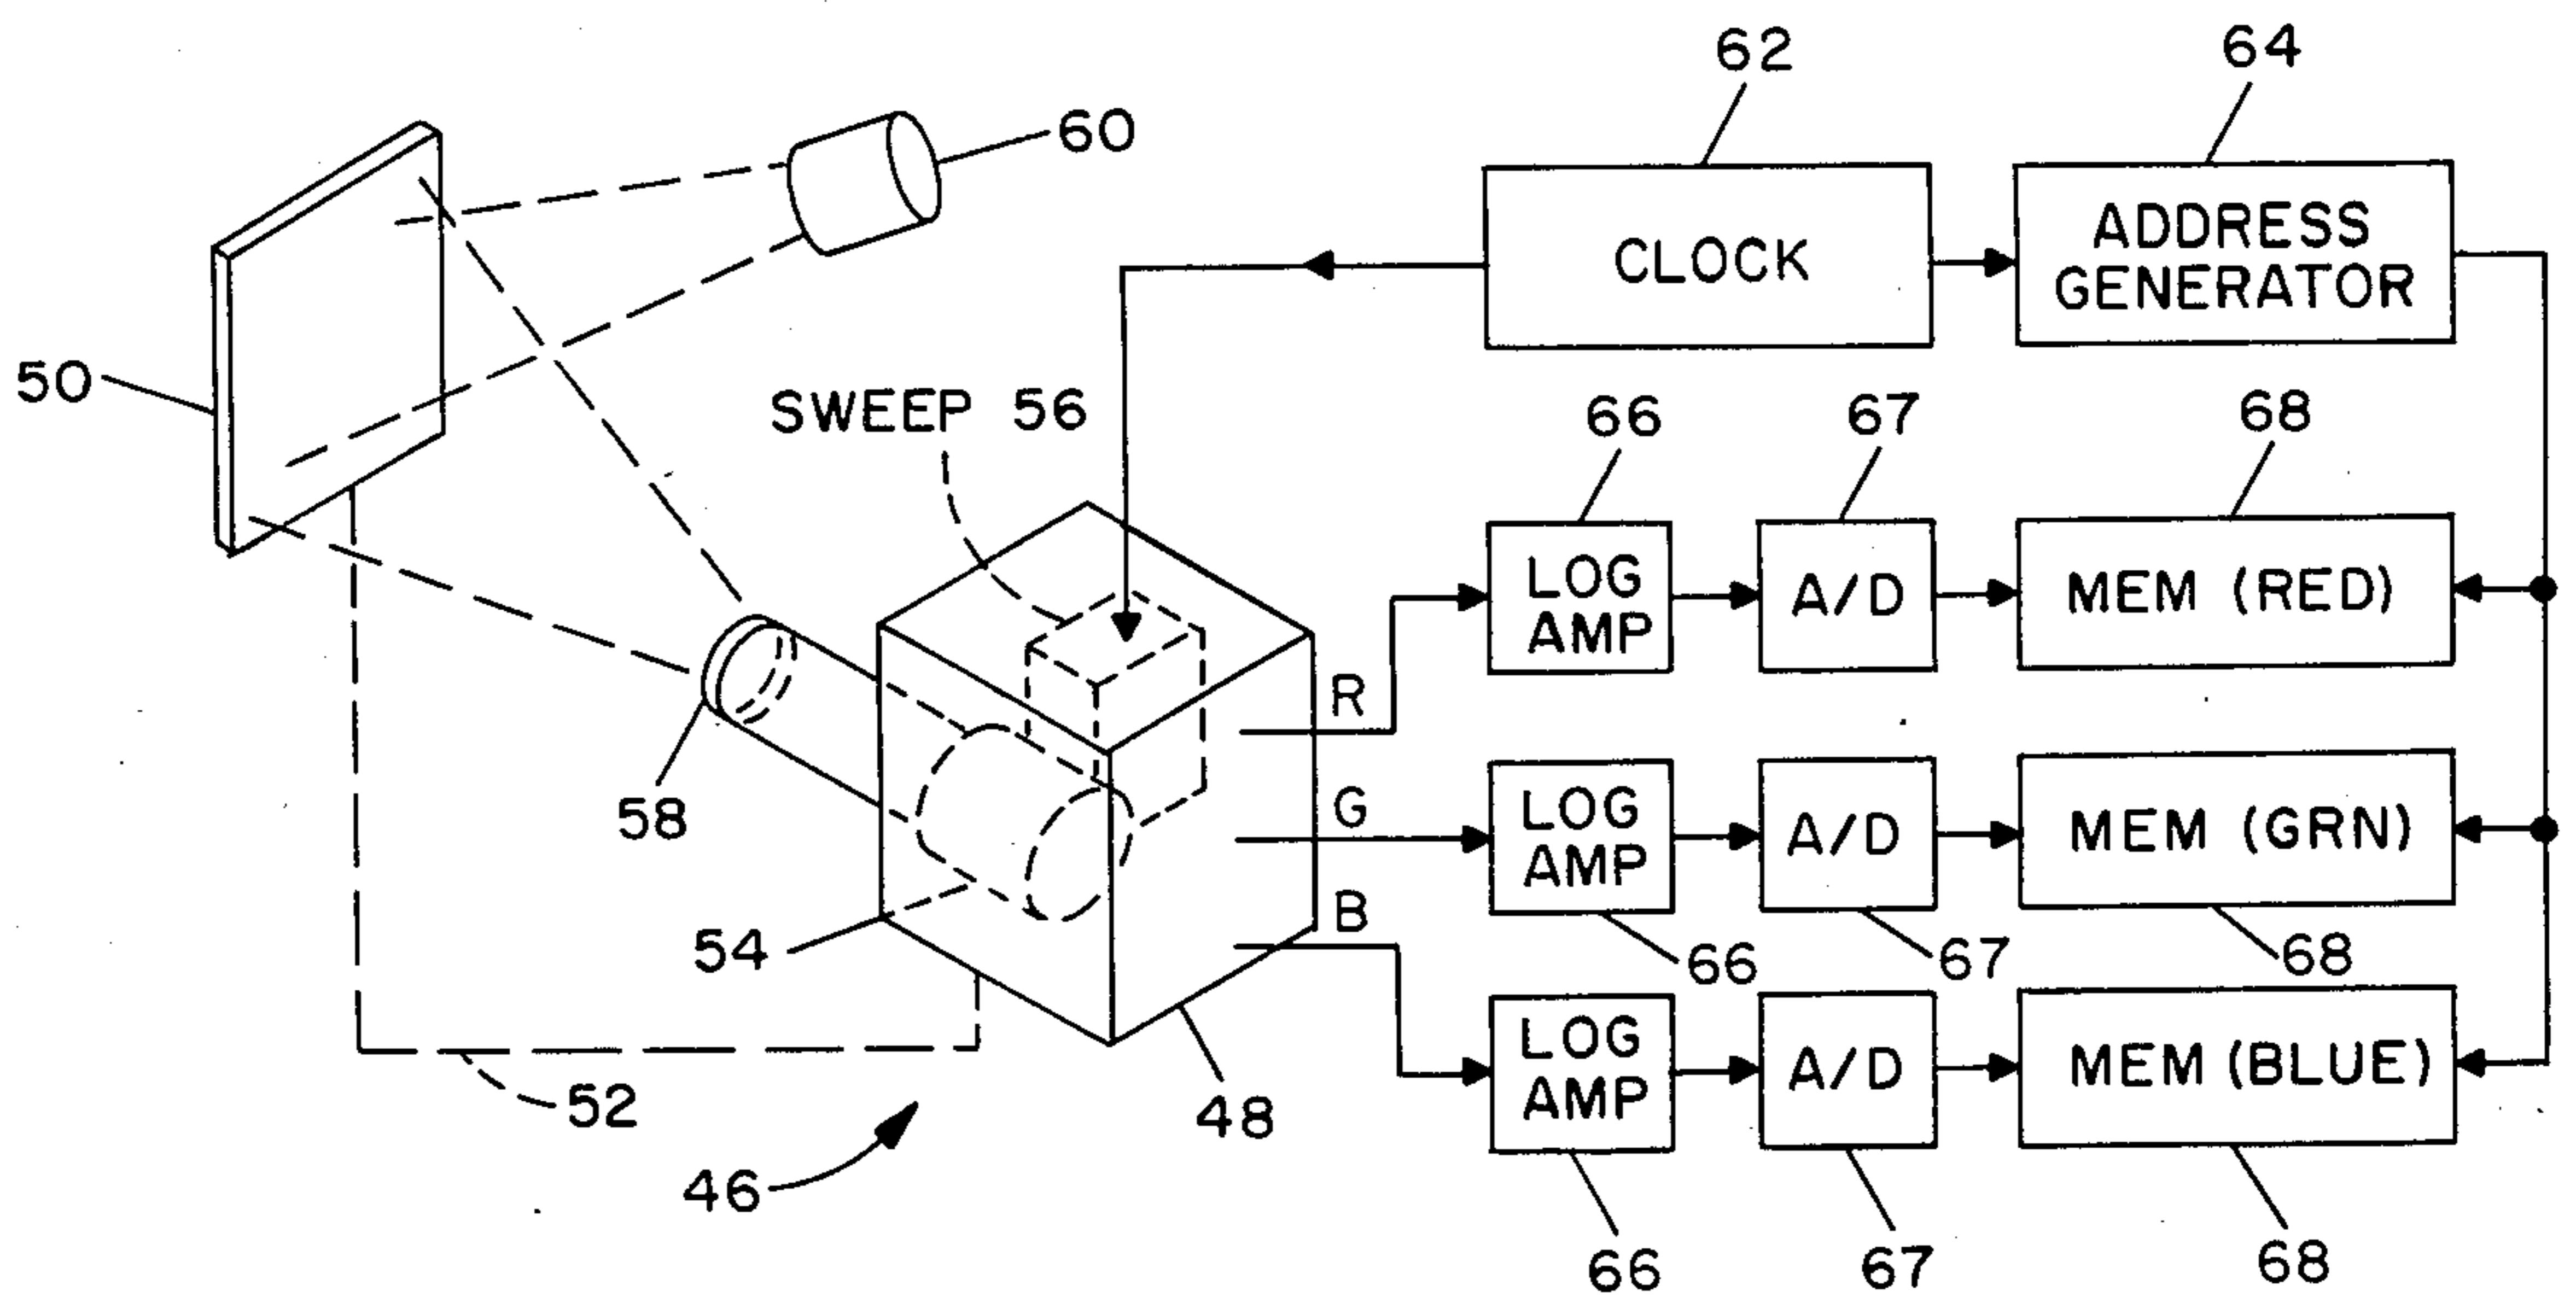 62
64
60
CLOCK
ADDRESS
GENERATOR
50
SWEEP 56
66
67
68
LOG
AMP
A/D
MEM (RED)
R
58
G
LOG
AMP
A/D
MEM (GRN)
B
54
66
67
68
LOG
AMP
A/D
MEM (BLUE)
52
48
46
66
67
68